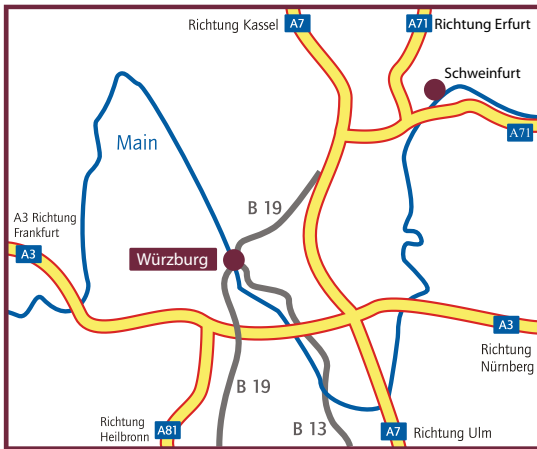 Richtung Kassel
A7
A71
Richtung Erfurt
Schweinfurt
A71
Main
B 19
A3 Richtung
Frankfurt
A3
Würzburg
A3
Richtung
Nürnberg
B 19
Richtung
Heilbronn
A81
B 13
A7
Richtung Ulm